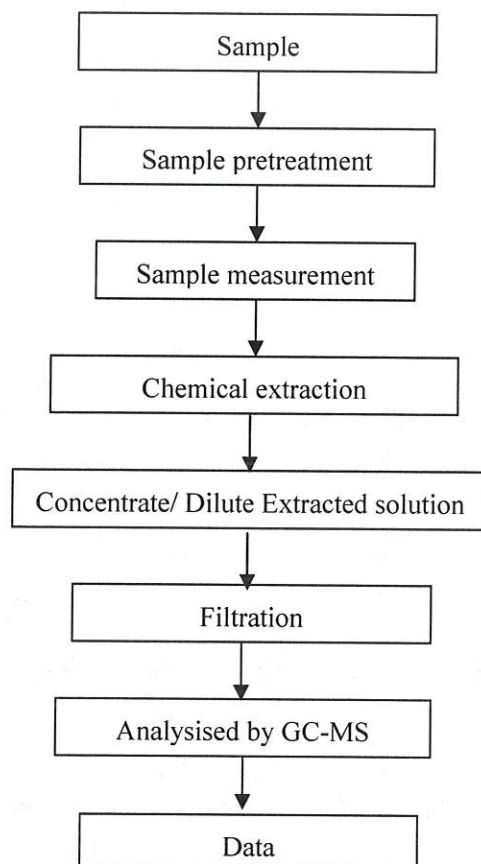 Sample
Sample pretreatment
Sample measurement
Chemical extraction
Concentrate/ Dilute Extracted solution
Filtration
Analysised by GC-MS
Data